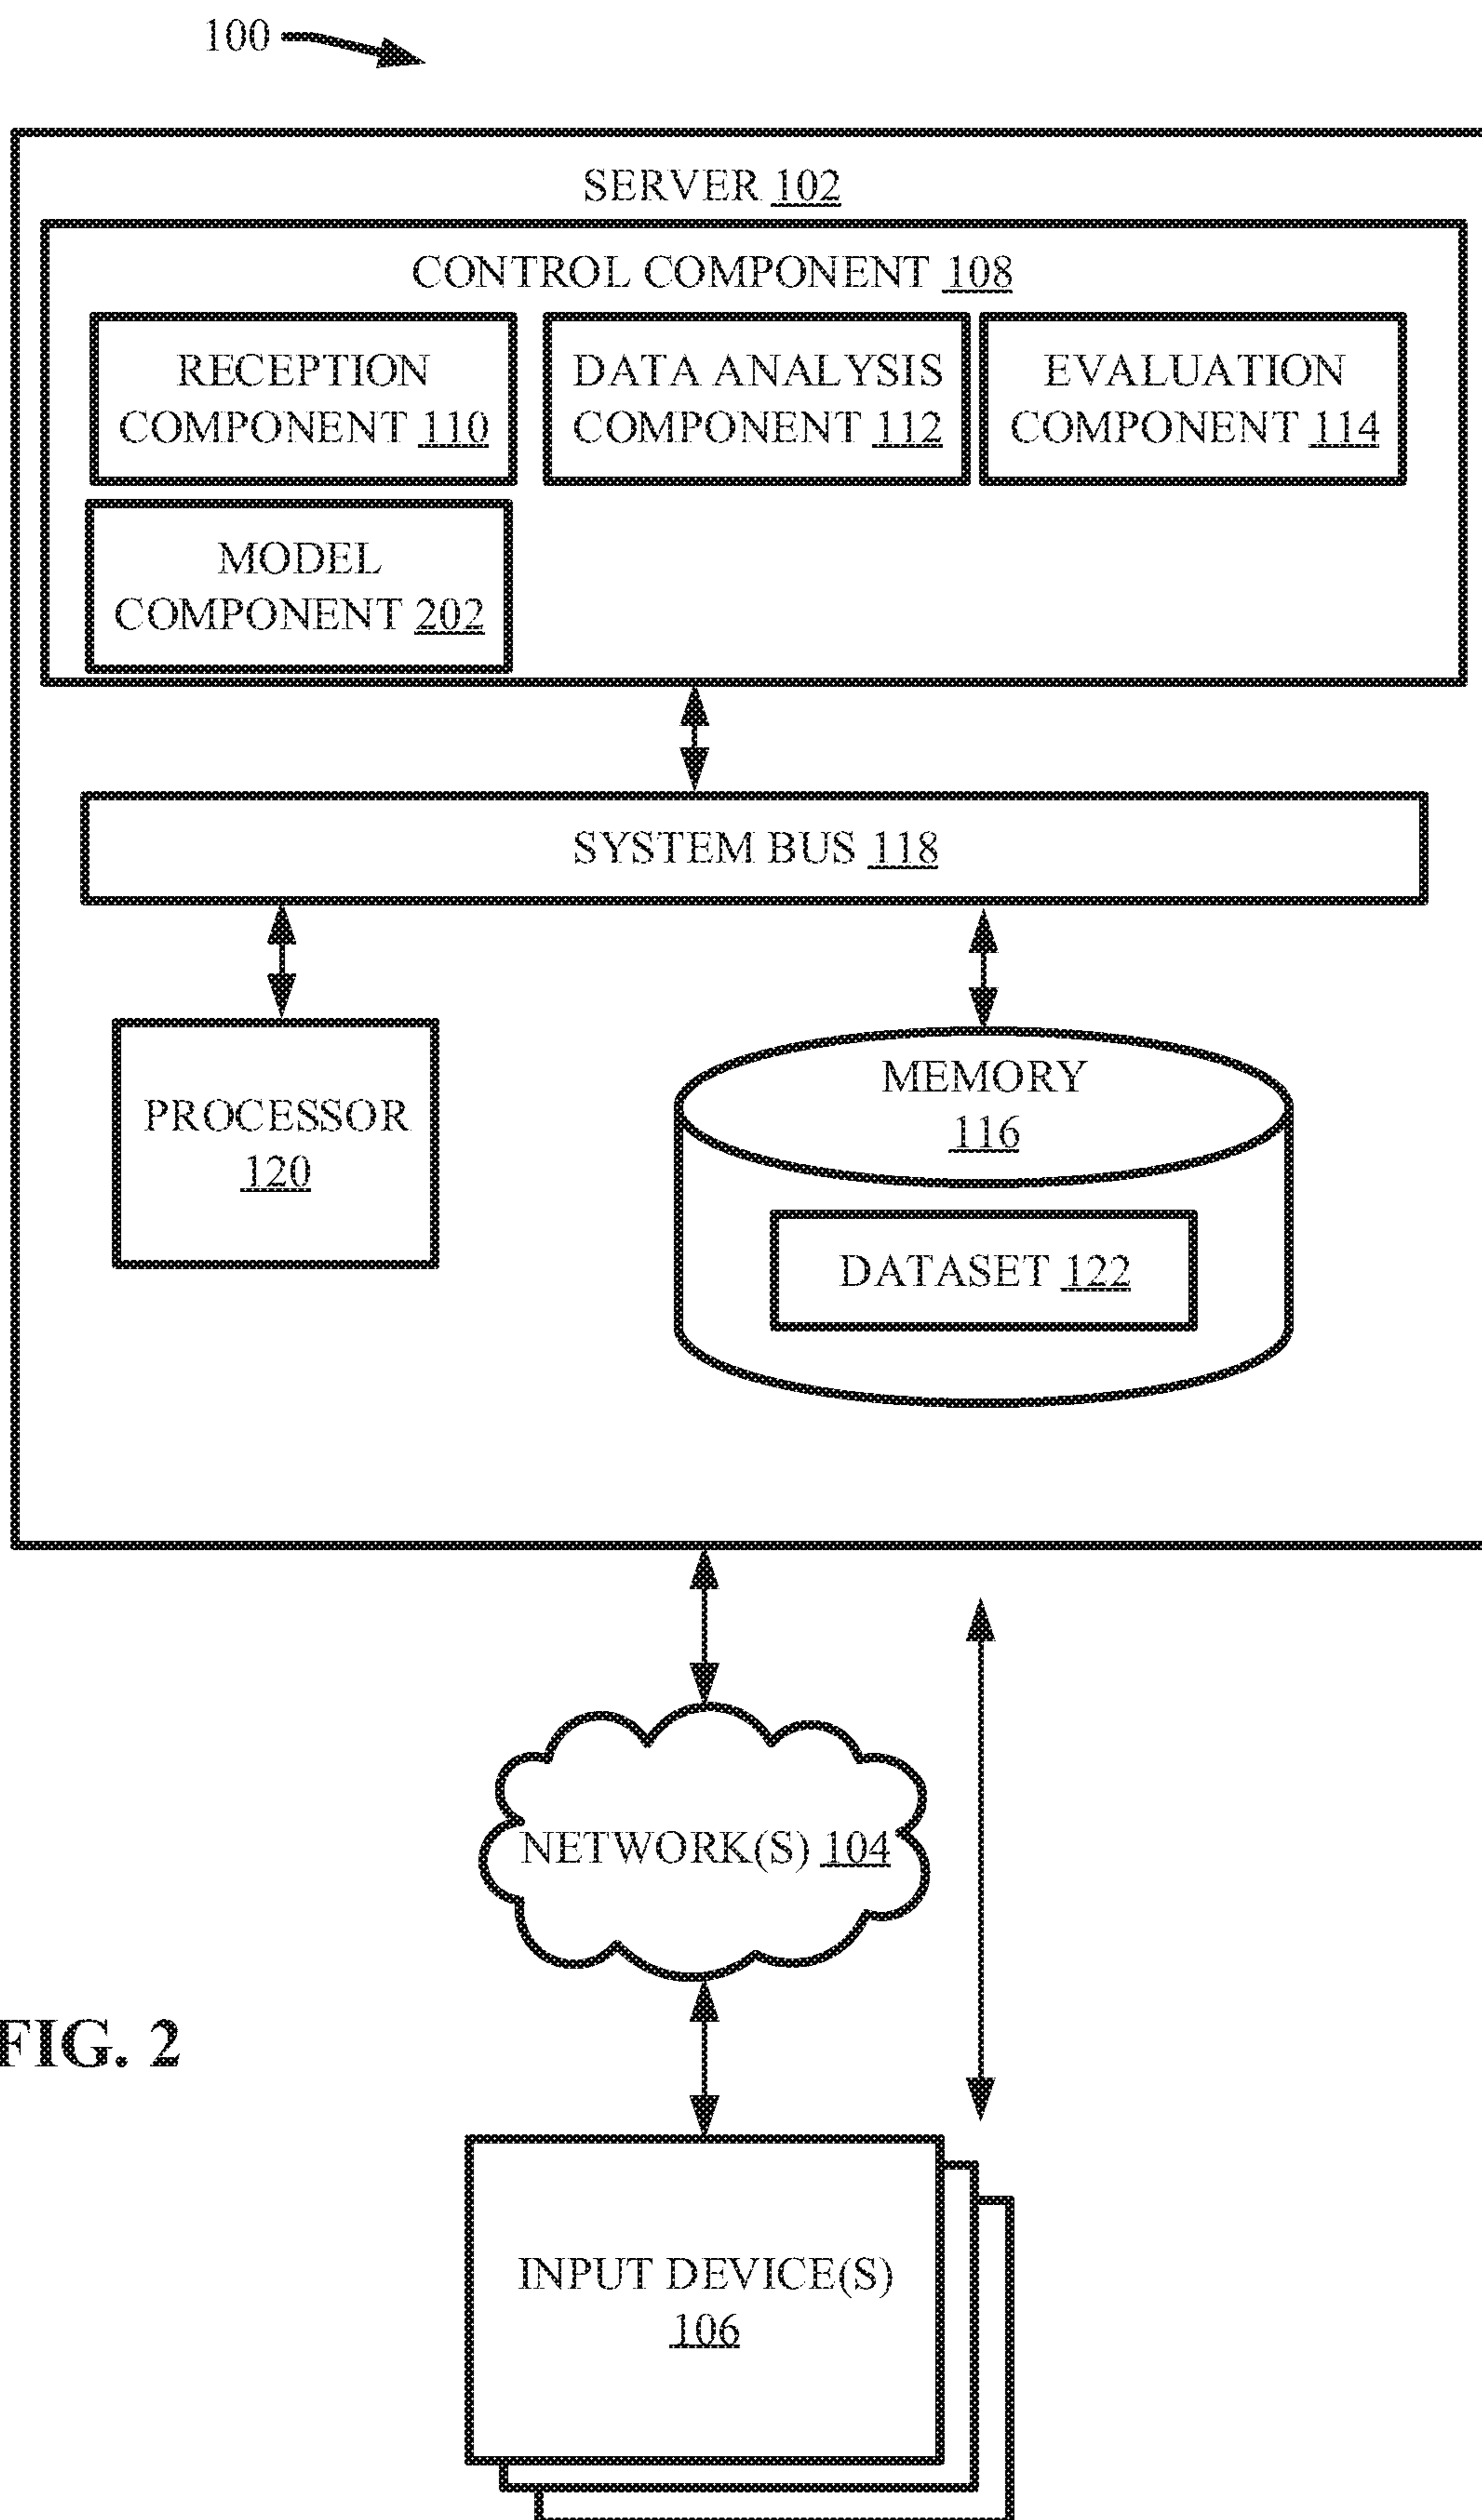 100
SERVER 102
CONTROL COMPONENT 108
RECEPTION
COMPONENT 110
DATA ANALYSIS
COMPONENT 112
EVALUATION
COMPONENT 114
MODEL
COMPONENT 202
SYSTEM BUS 118
PROCESSOR
120
MEMORY
116
DATASET 122
NETWORK(S) 104
FIG. 2
INPUT DEVICE(S)
106